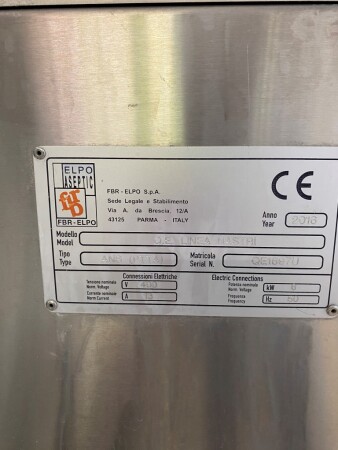 ELPO
ASEPTIC
fbr
FBR - ELPO
FBR - ELPO S.p.A.
Sede Legale e Stabilimento
Via A. da Brescia, 12/A
43125 PARMA - ITALY
CE
Anno
Year 2018
Modello
Model
Tipo
Type
Matricola
Serial N.
Connessioni Elettriche
Electric Connections
Tensione nominale
Norm. Voltage
V 400
Potenza nominale
Norm. Voltage
kW
Corrente nominale
Norm Current
A
Frequenza
Frequency
Hz 50